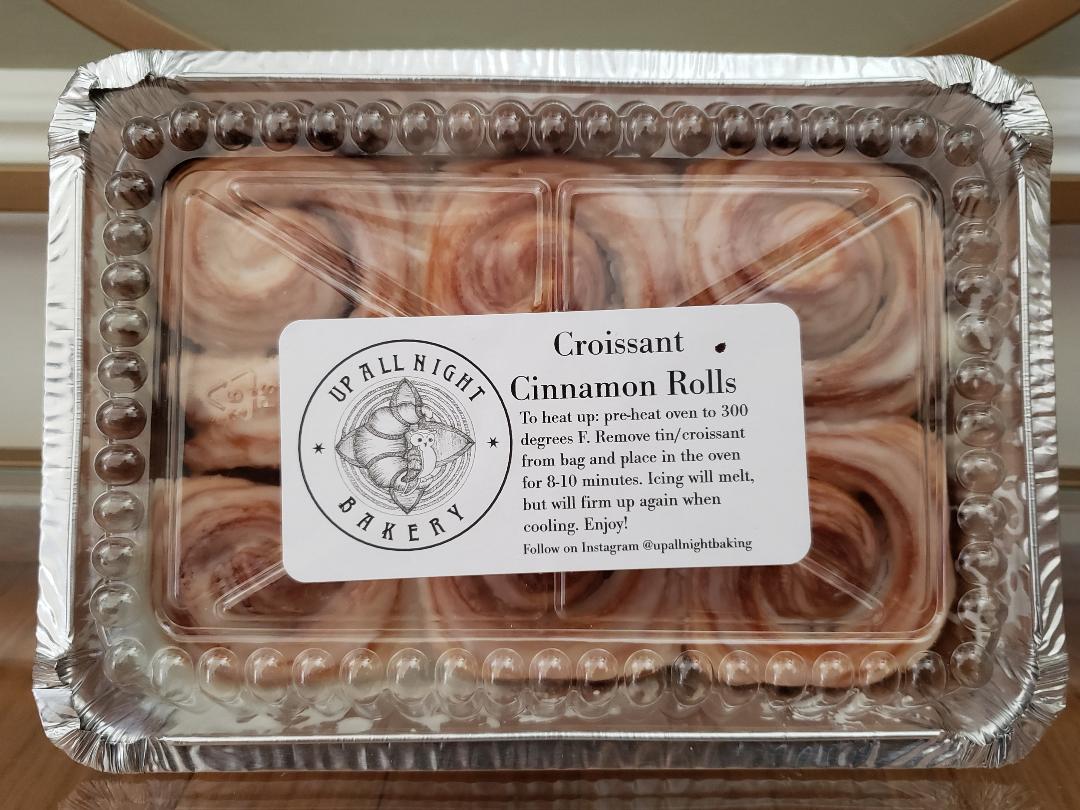 UP ALL NIGHT
BAKERY
Croissant
Cinnamon Rolls
To heat up: pre-heat oven to 300
degrees F. Remove tin/croissant
from bag and place in the oven
for 8-10 minutes. Icing will melt,
but will firm up again when
cooling. Enjoy!
Follow on Instagram @upallnightbaking